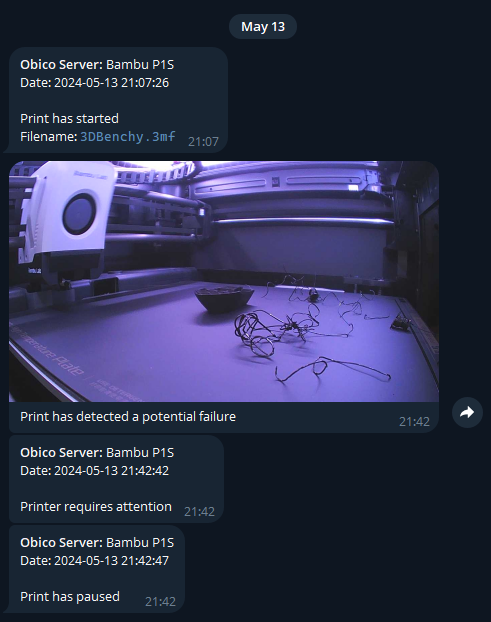 May 13
Obico Server: Bambu P1S
Date: 2024-05-13 21:07:26
Print has started
Filename: 3DBenchy.3mf
21:07
Print has detected a potential failure
21:42
Obico Server: Bambu P1S
Date: 2024-05-13 21:42:42
Printer requires attention
21:42
Obico Server: Bambu P1S
Date: 2024-05-13 21:42:47
Print has paused
21:42